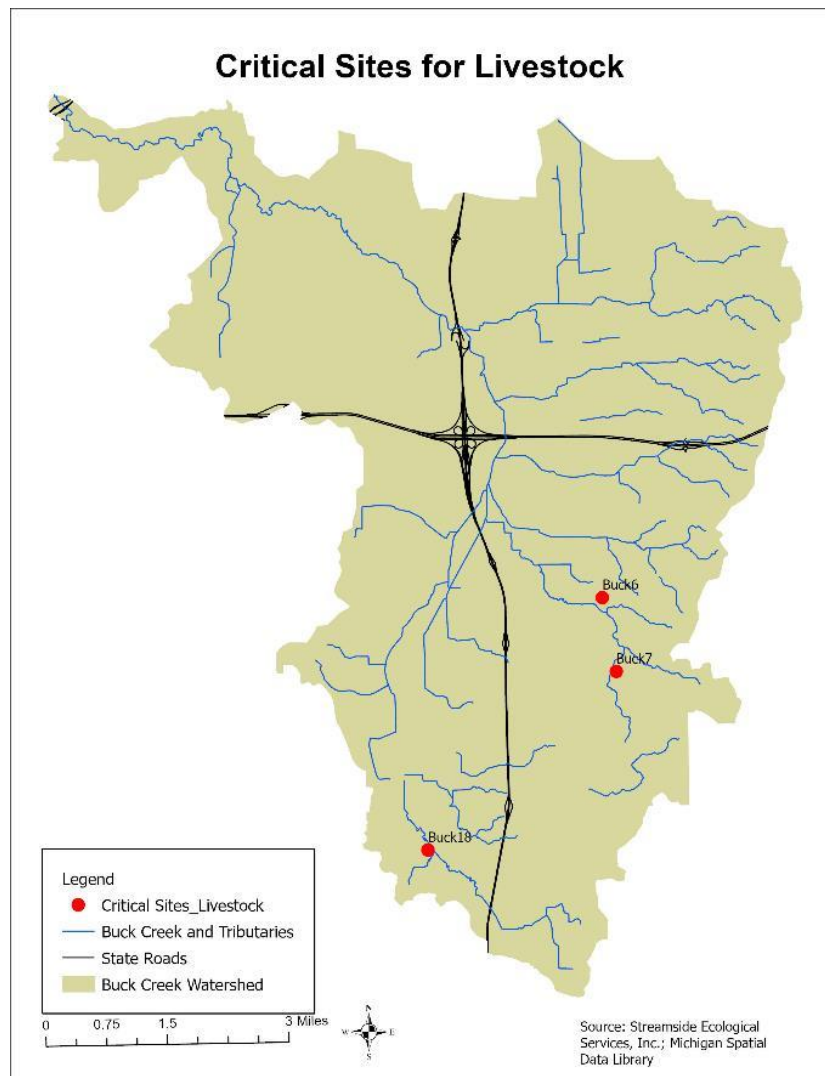 Critical Sites for Livestock
Buck6
Buck7
Buck18
Legend
Critical Sites_Livestock
Buck Creek and Tributaries
State Roads
Buck Creek Watershed
0 0.75 1.5 3 Miles
N
W E
S
Source: Streamside Ecological
Services, Inc.; Michigan Spatial
Data Library